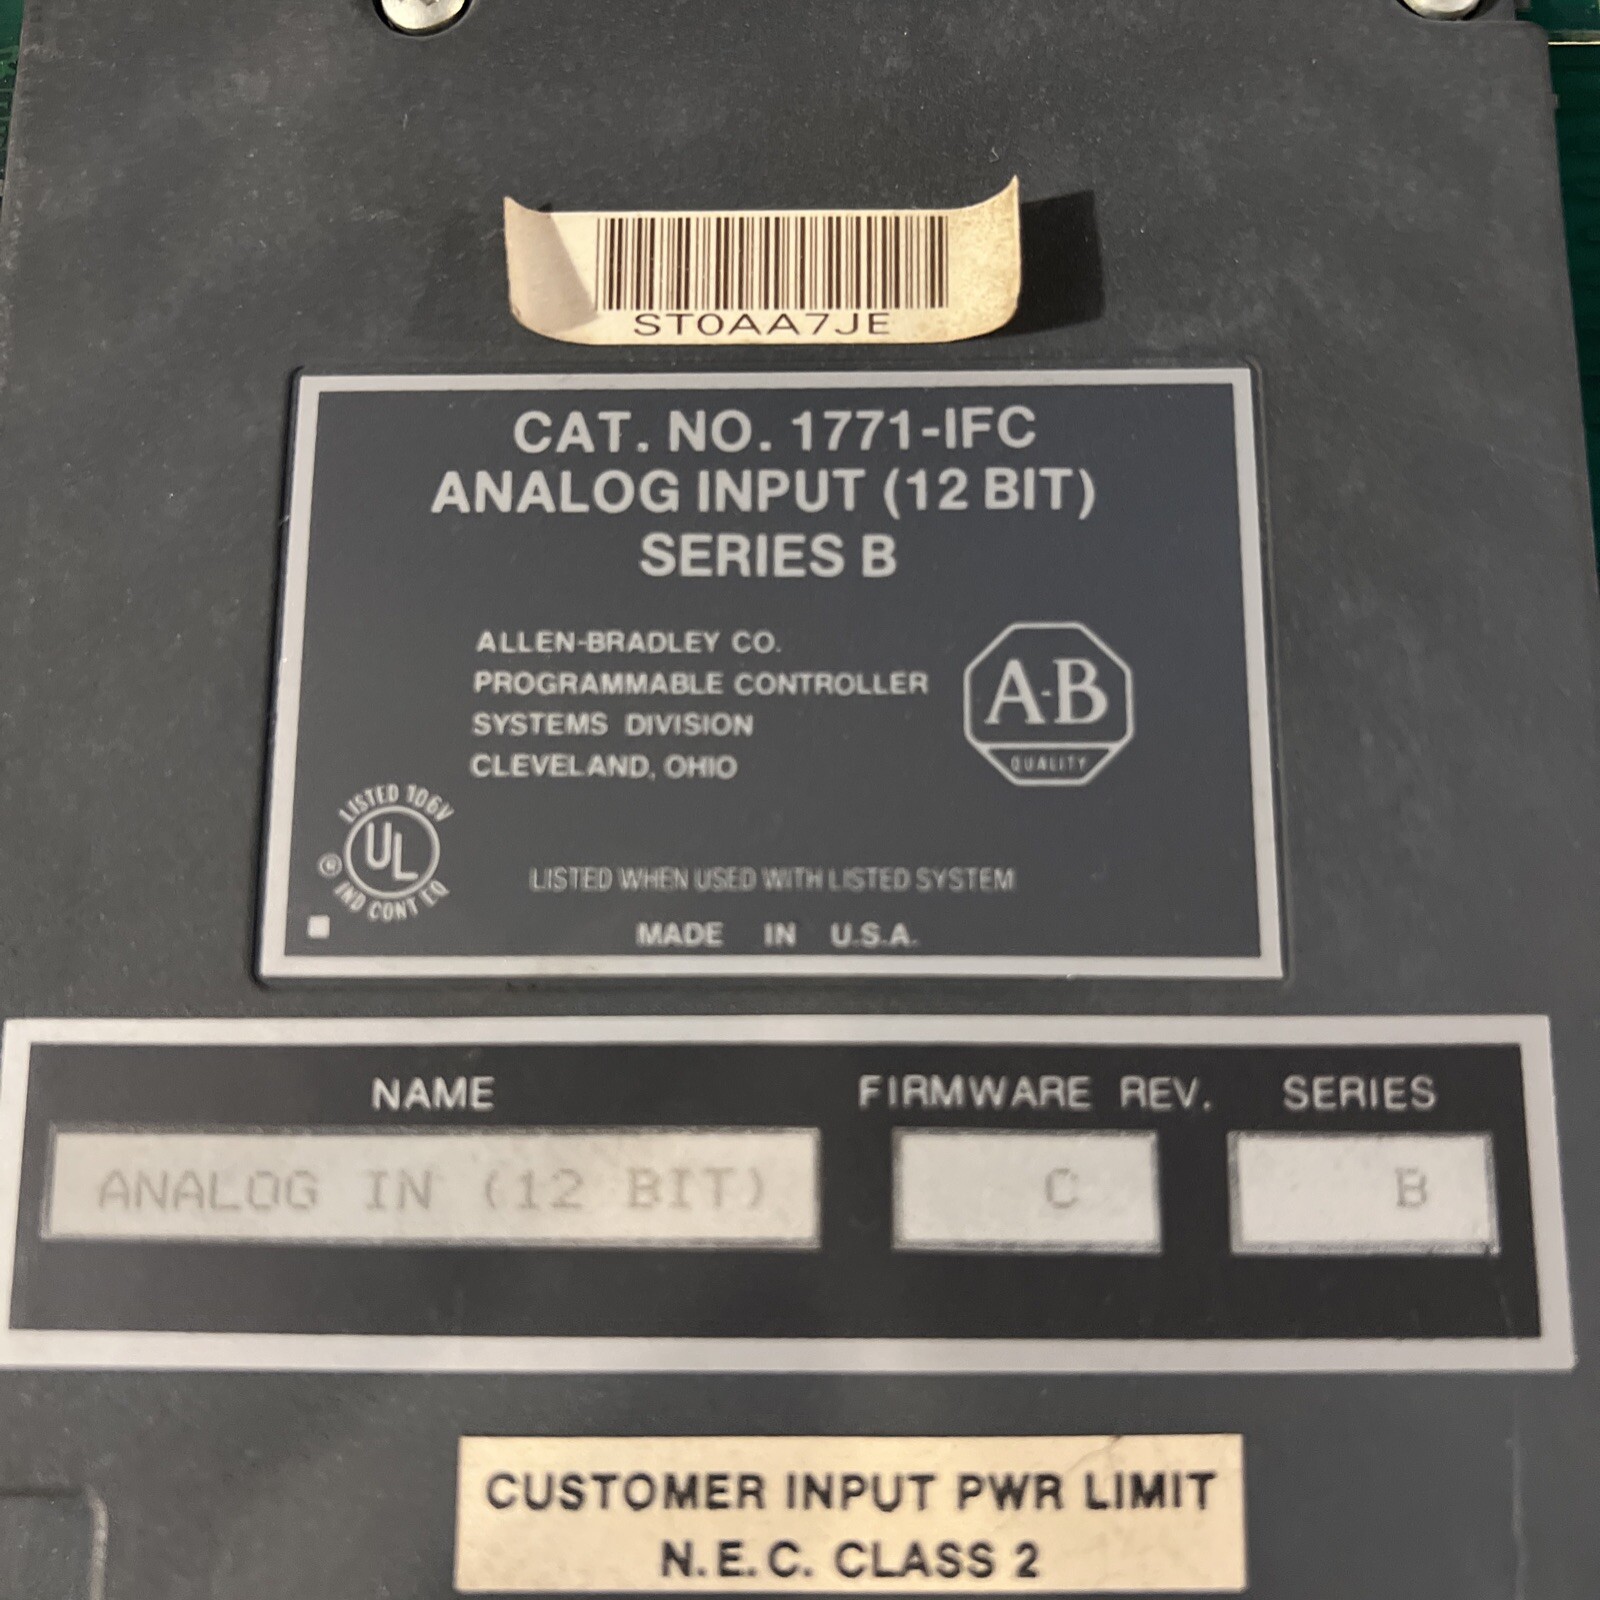 ST0AA7JE
CAT. NO. 1771-IFC
ANALOG INPUT (12 BIT)
SERIES B
ALLEN-BRADLEY CO.
PROGRAMMABLE CONTROLLER
SYSTEMS DIVISION
CLEVELAND, OHIO
A-B
QUALITY
LISTED 106V
UL
®
IND CONT EQ
LISTED WHEN USED WITH LISTED SYSTEM
MADE IN U.S.A.
NAME FIRMWARE REV. SERIES
ANALOG IN (12 BIT) C B
CUSTOMER INPUT PWR LIMIT
N.E.C. CLASS 2